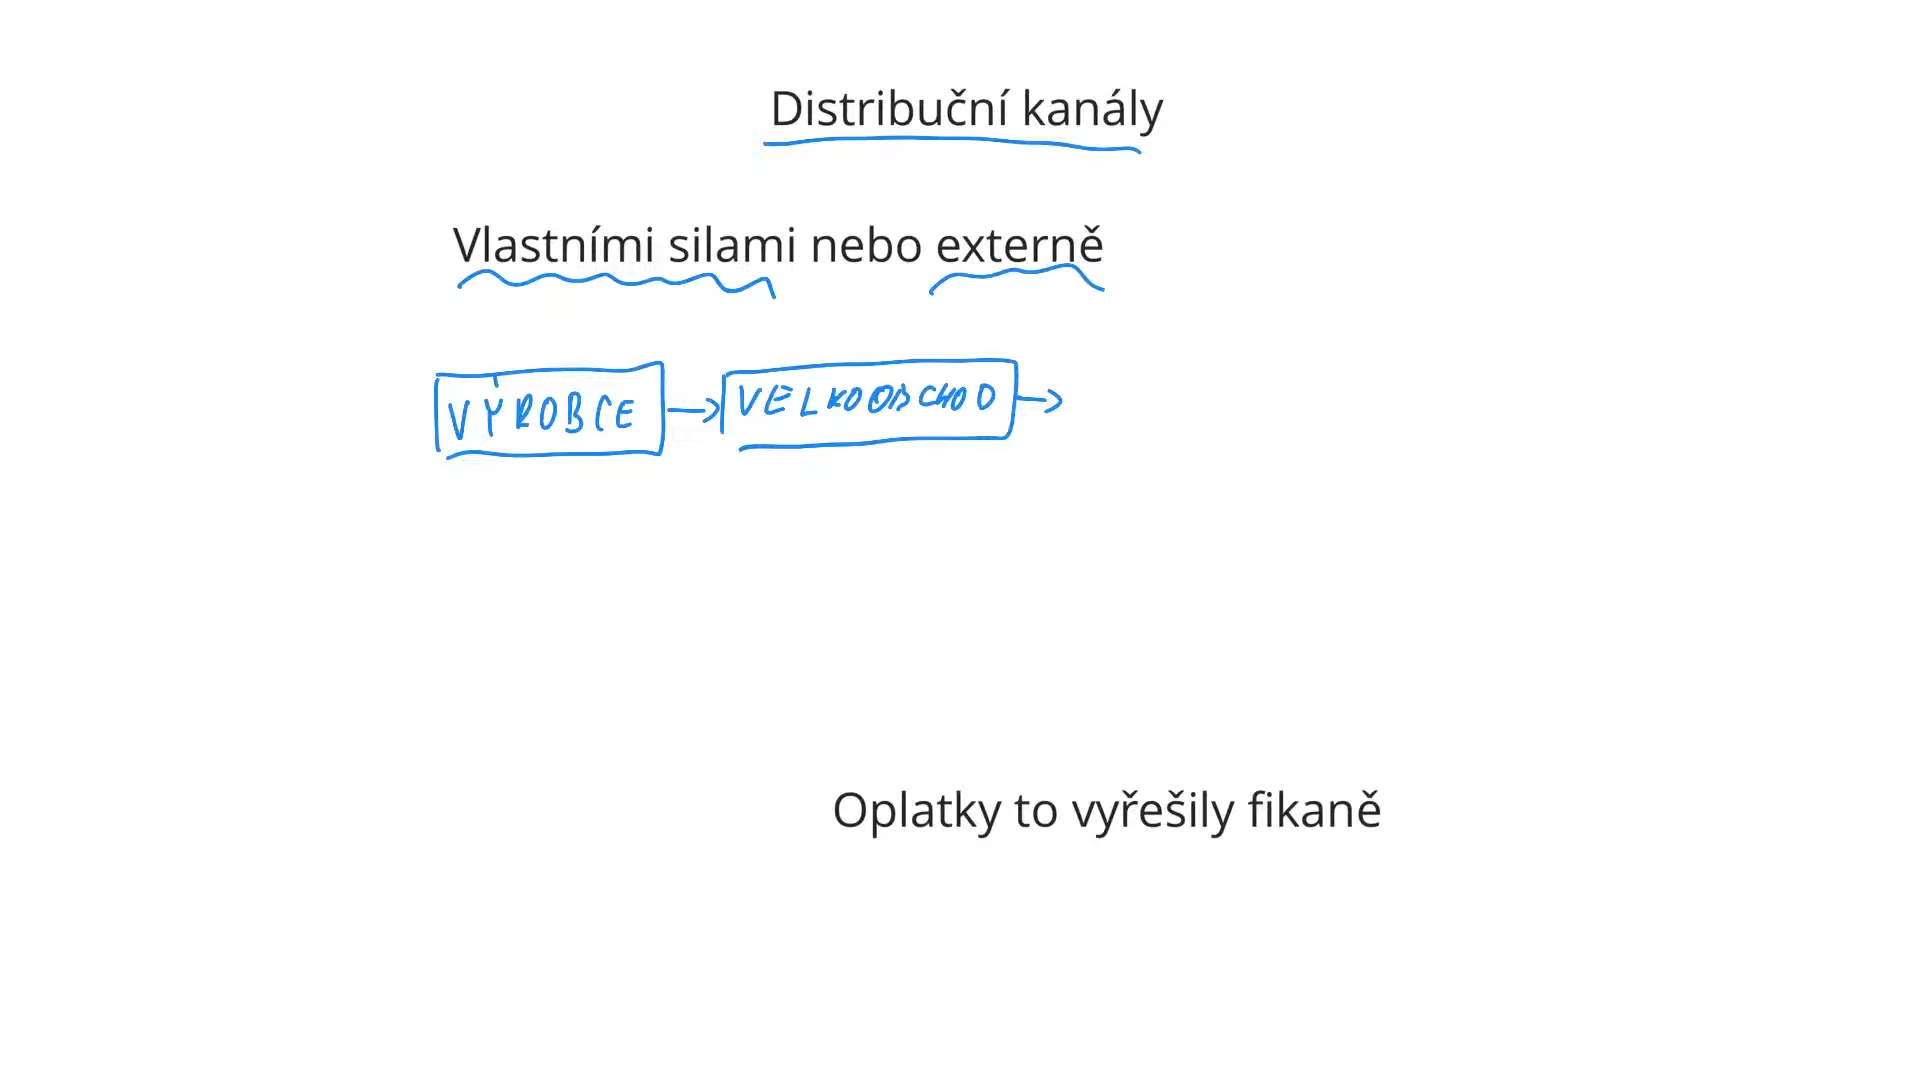 Distribuční kanály
Vlastními silami nebo externě
VÝROBCE → VELKOOBCHOD →
Oplatky to vyřešily fikaně